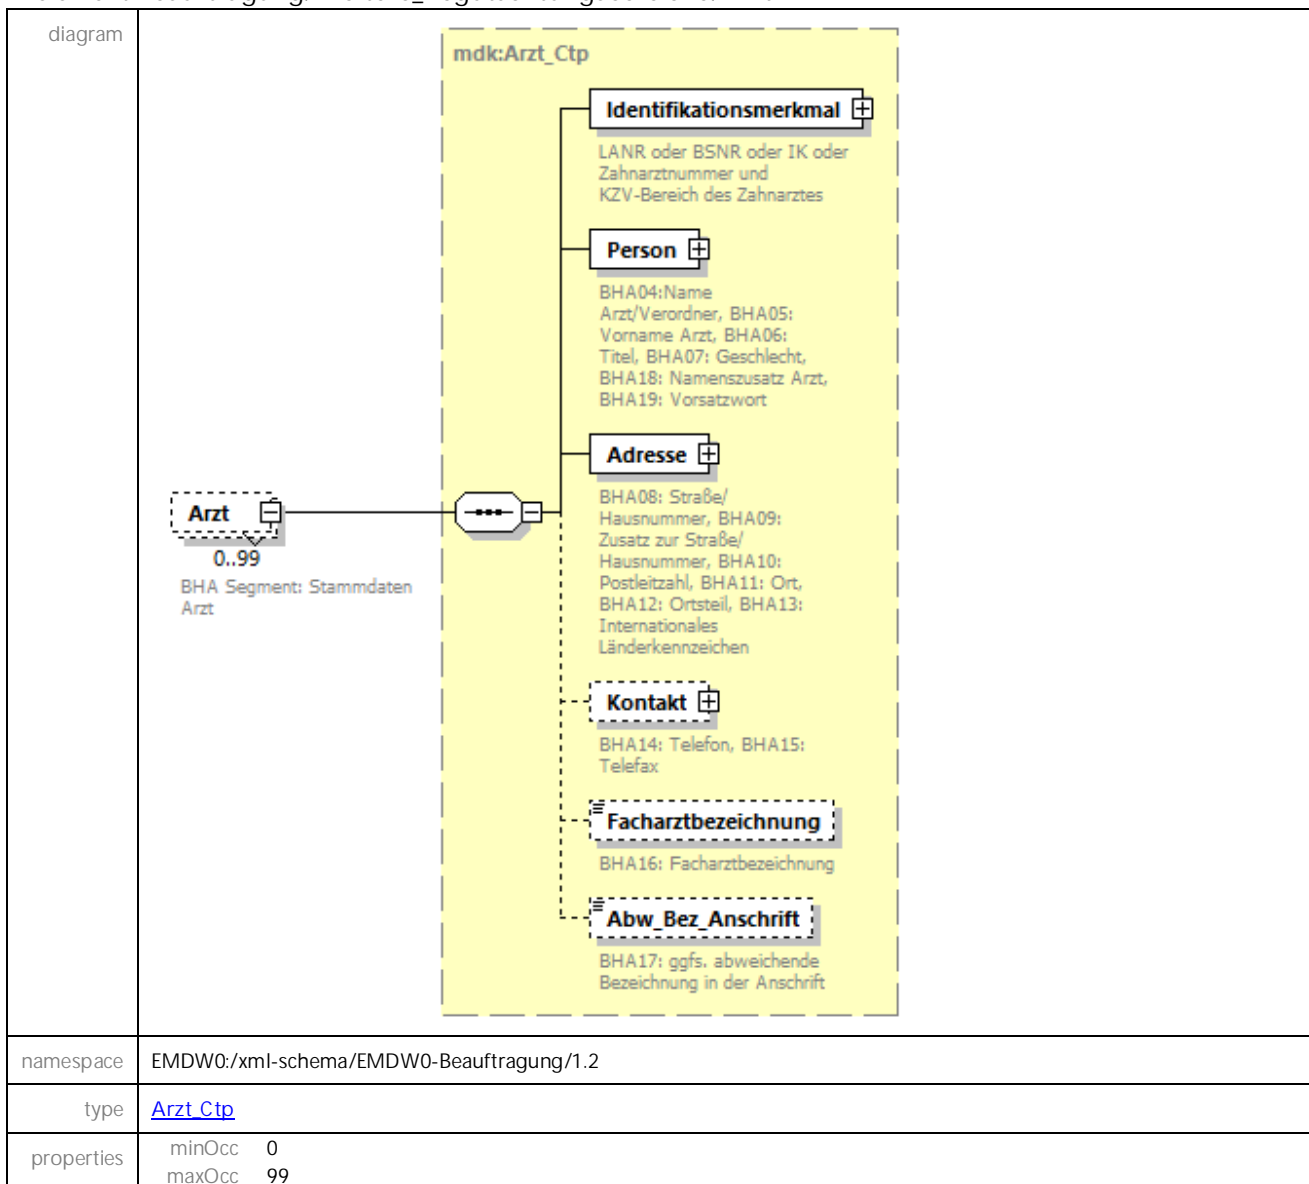 diagram
mdk:Arzt_Ctp
Identifikationsmerkmal
LANR oder BSNR oder IK oder
Zahnarztnummer und
KZV-Bereich des Zahnarztes
Person
BHA04:Name
Arzt/Verordner, BHA05:
Vorname Arzt, BHA06:
Titel, BHA07: Geschlecht,
BHA18: Namenszusatz Arzt,
BHA19: Vorsatzwort
Adresse
BHA08: Straße/
Hausnummer, BHA09:
Zusatz zur Straße/
Hausnummer, BHA10:
Postleitzahl, BHA11: Ort,
BHA12: Ortsteil, BHA13:
Internationales
Länderkennzeichen
Arzt
0..99
BHA Segment: Stammdaten
Arzt
Kontakt
BHA14: Telefon, BHA15:
Telefax
Facharztbezeichnung
BHA16: Facharztbezeichnung
Abw_Bez_Anschrift
BHA17: ggfs. abweichende
Bezeichnung in der Anschrift
namespace EMDW0:/xml-schema/EMDW0-Beauftragung/1.2
type Arzt_Ctp
properties minOcc 0
maxOcc 99